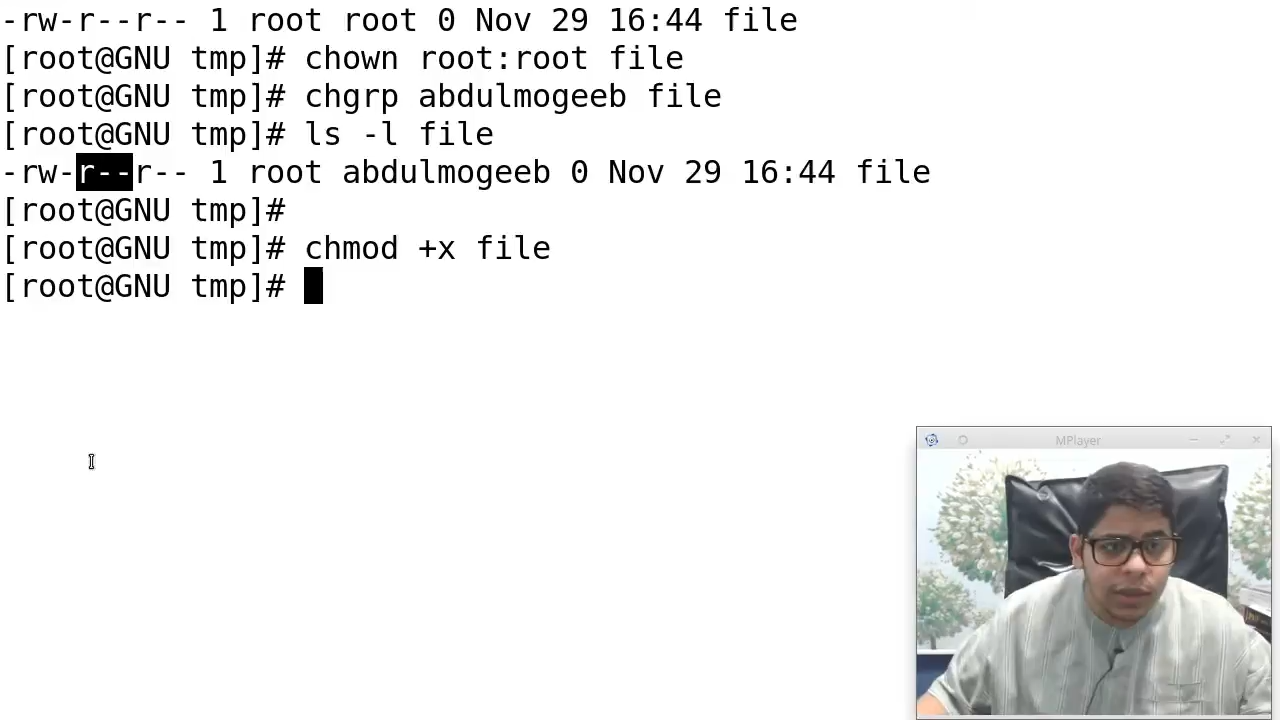 -rw-r--r-- 1 root root 0 Nov 29 16:44 file
[root@GNU tmp]# chown root:root file
[root@GNU tmp]# chgrp abdulmogeeb file
[root@GNU tmp]# ls -l file
-rw-r--r-- 1 root abdulmogeeb 0 Nov 29 16:44 file
[root@GNU tmp]#
[root@GNU tmp]# chmod +x file
[root@GNU tmp]#
MPlayer